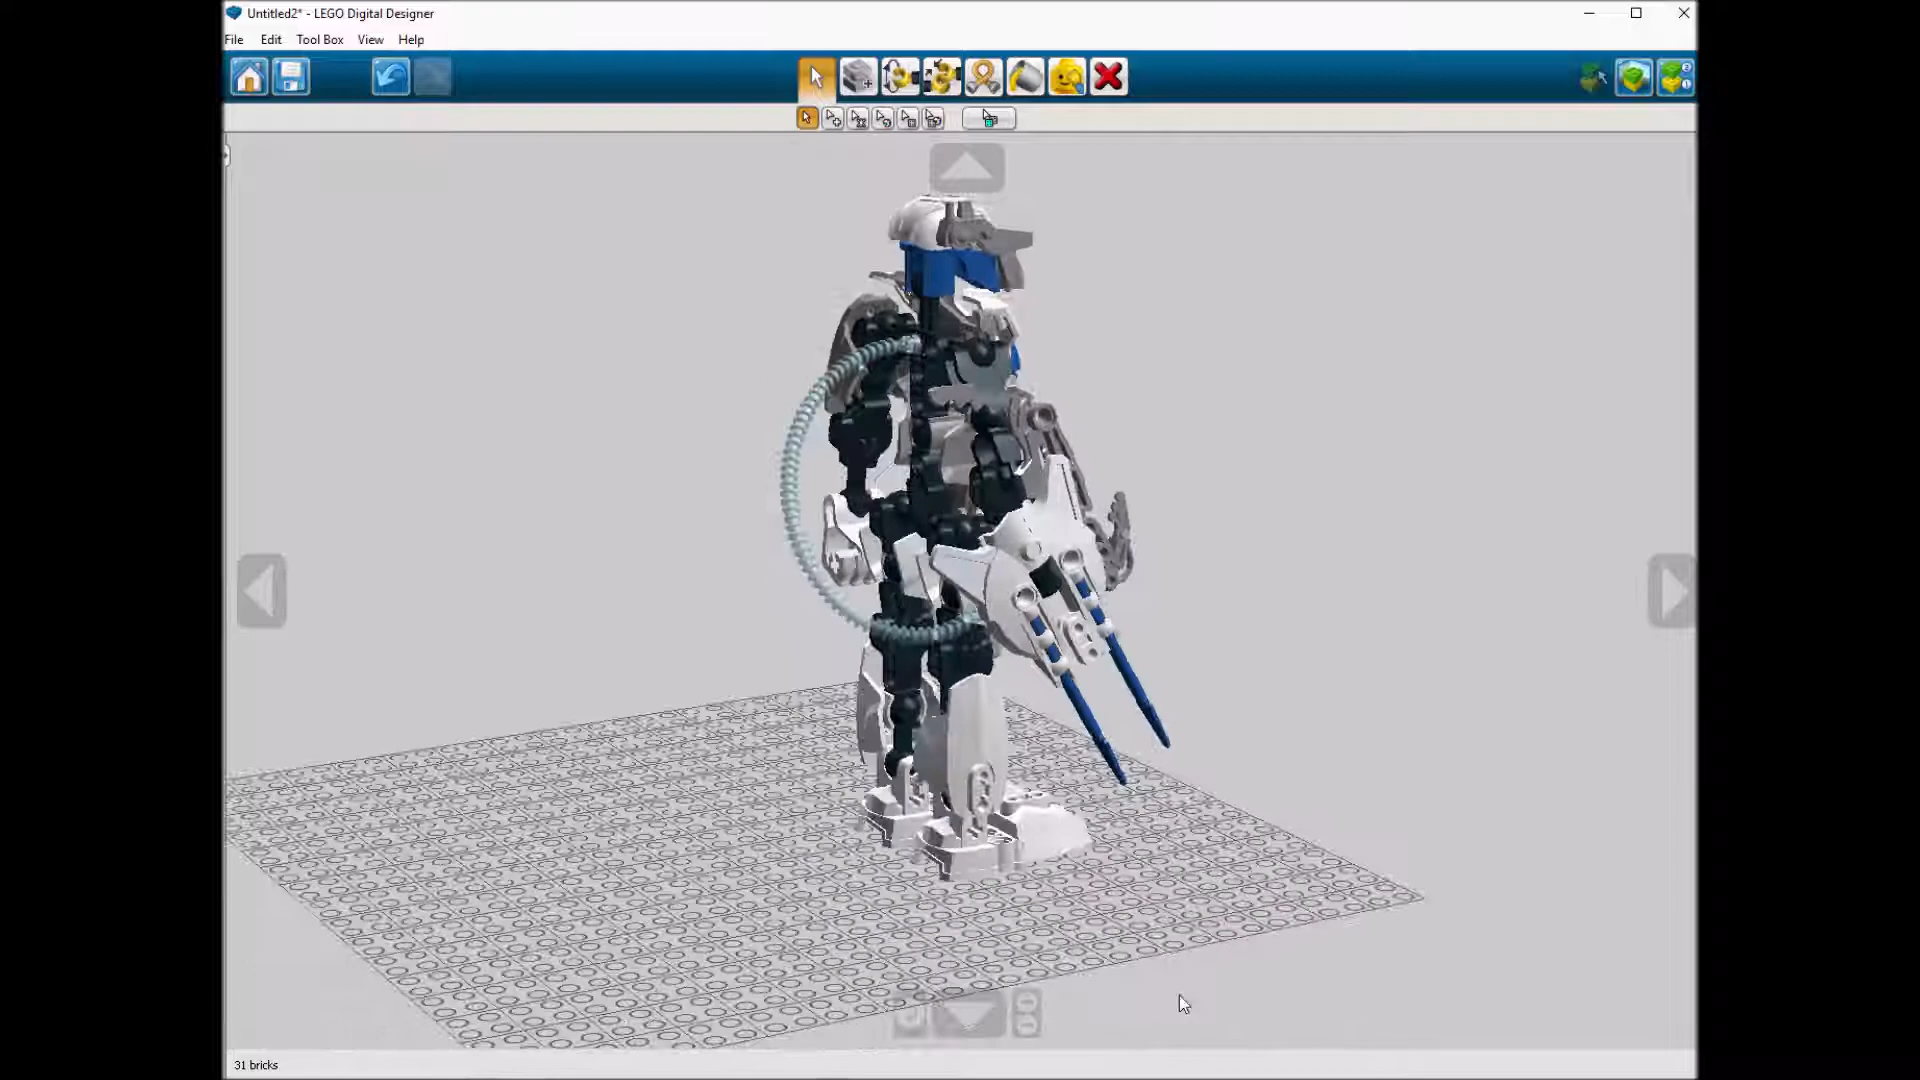 Untitled2* - LEGO Digital Designer
File Edit Tool Box View Help
31 bricks